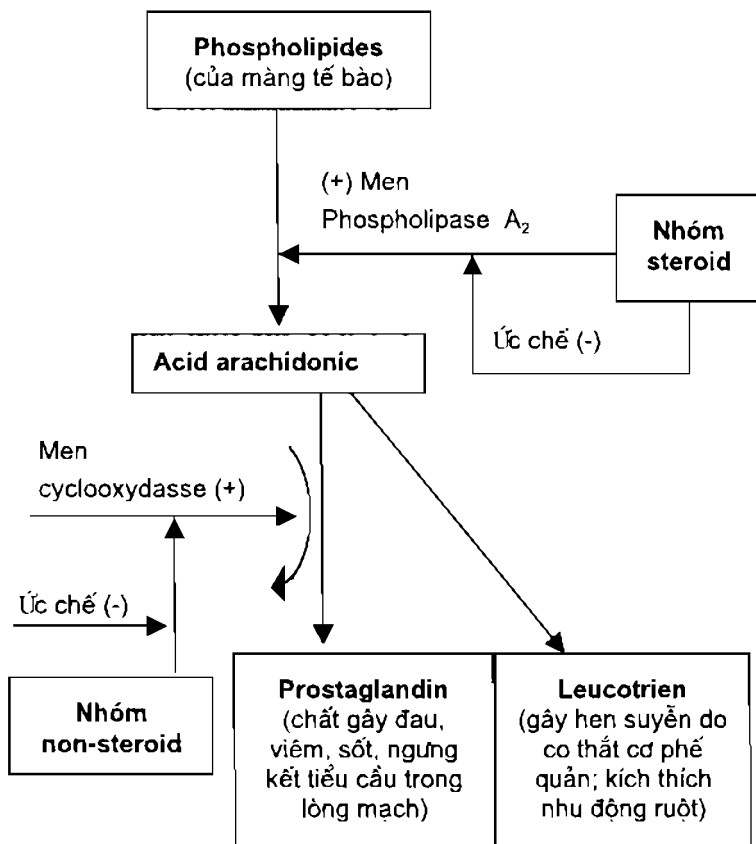 Phospholipides
(của màng tế bào)
(+) Men
Phospholipase A₂
Nhóm
steroid
Ức chế (-)
Acid arachidonic
Men
cyclooxydasse (+)
Ức chế (-)
Nhóm
non-steroid
Prostaglandin
(chất gây đau,
viêm, sốt, ngưng
kết tiểu cầu trong
lòng mạch)
Leucotrien
(gây hen suyễn do
co thắt cơ phế
quản; kích thích
nhu động ruột)